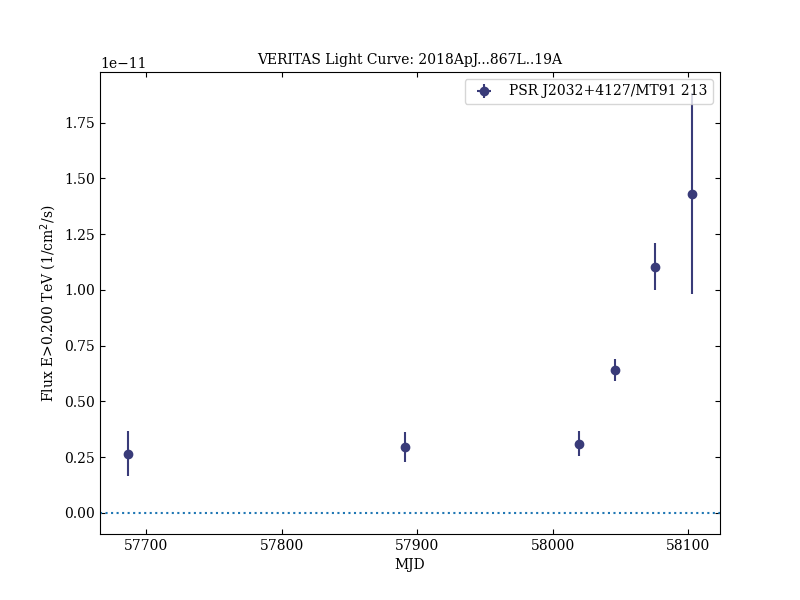 VERITAS Light Curve: 2018ApJ...867L..19A
1e−11
PSR J2032+4127/MT91 213
1.75
1.50
1.25
1.00
0.75
0.50
0.25
0.00
Flux E>0.200 TeV (1/cm²/s)
57700 57800 57900 58000 58100
MJD